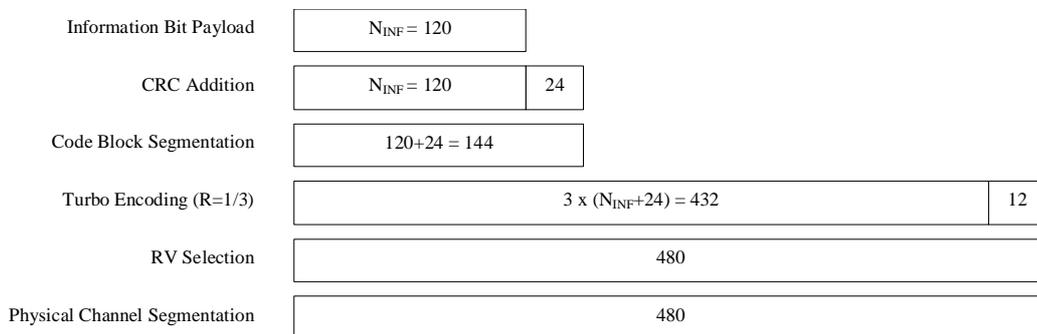 Information Bit Payload
N_INF = 120
CRC Addition
N_INF = 120
24
Code Block Segmentation
120+24 = 144
Turbo Encoding (R=1/3)
3 x (N_INF+24) = 432
12
RV Selection
480
Physical Channel Segmentation
480